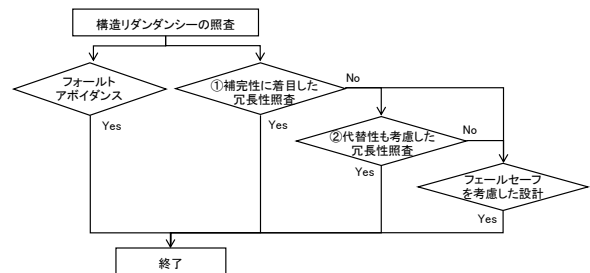 構造リダンダンシーの照査
フォールト
アボイダンス
①補完性に着目した
冗長性照査
No
Yes
Yes
②代替性も考慮した
冗長性照査
No
Yes
フェールセーフ
を考慮した設計
Yes
終了